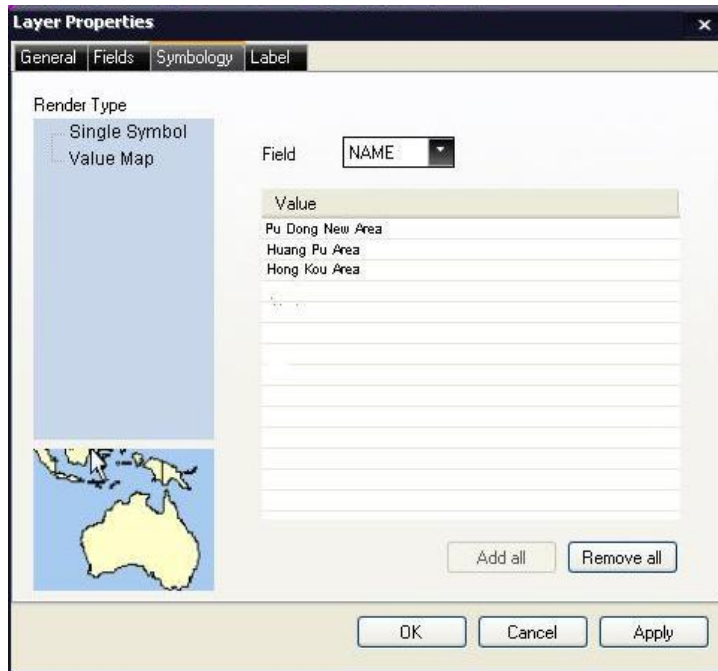 Layer Properties
General Fields Symbology Label
Render Type
Single Symbol
Value Map
Field NAME
Value
Pu Dong New Area
Huang Pu Area
Hong Kou Area
Add all Remove all
OK Cancel Apply